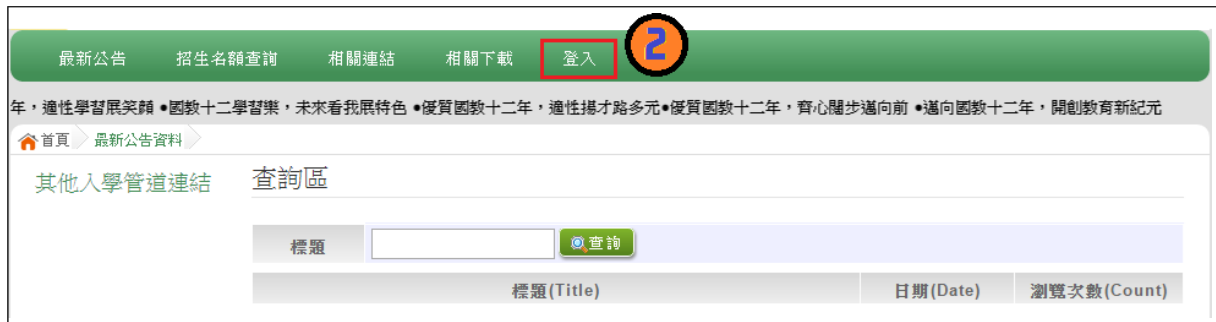 最新公告 招生名額查詢 相關連結 相關下載 登入 2
年，適性學習展笑顏 ●國教十二學習樂，未來看我展特色 ●優質國教十二年，適性揚才路多元●優質國教十二年，齊心闊步邁向前 ●邁向國教十二年，開創教育新紀元
首頁 最新公告資料
其他入學管道連結 查詢區
標題 查詢
標題(Title) 日期(Date) 瀏覽次數(Count)